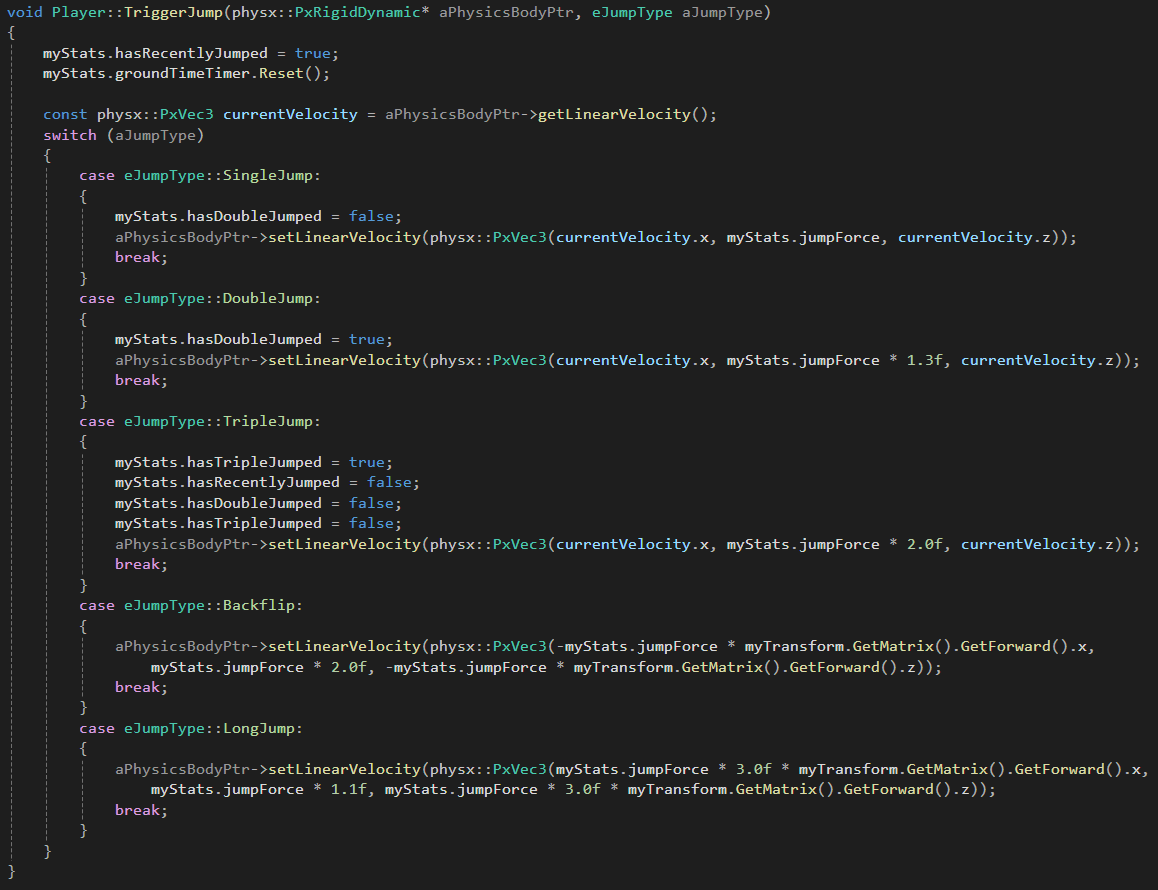 void Player::TriggerJump(physx::PxRigidDynamic* aPhysicsBodyPtr, eJumpType aJumpType)
{
    myStats.hasRecentlyJumped = true;
    myStats.groundTimeTimer.Reset();

    const physx::PxVec3 currentVelocity = aPhysicsBodyPtr->getLinearVelocity();
    switch (aJumpType)
    {
        case eJumpType::SingleJump:
        {
            myStats.hasDoubleJumped = false;
            aPhysicsBodyPtr->setLinearVelocity(physx::PxVec3(currentVelocity.x, myStats.jumpForce, currentVelocity.z));
            break;
        }
        case eJumpType::DoubleJump:
        {
            myStats.hasDoubleJumped = true;
            aPhysicsBodyPtr->setLinearVelocity(physx::PxVec3(currentVelocity.x, myStats.jumpForce * 1.3f, currentVelocity.z));
            break;
        }
        case eJumpType::TripleJump:
        {
            myStats.hasTripleJumped = true;
            myStats.hasRecentlyJumped = false;
            myStats.hasDoubleJumped = false;
            myStats.hasTripleJumped = false;
            aPhysicsBodyPtr->setLinearVelocity(physx::PxVec3(currentVelocity.x, myStats.jumpForce * 2.0f, currentVelocity.z));
            break;
        }
        case eJumpType::Backflip:
        {
            aPhysicsBodyPtr->setLinearVelocity(physx::PxVec3(-myStats.jumpForce * myTransform.GetMatrix().GetForward().x,
                myStats.jumpForce * 2.0f, -myStats.jumpForce * myTransform.GetMatrix().GetForward().z));
            break;
        }
        case eJumpType::LongJump:
        {
            aPhysicsBodyPtr->setLinearVelocity(physx::PxVec3(myStats.jumpForce * 3.0f * myTransform.GetMatrix().GetForward().x,
                myStats.jumpForce * 1.1f, myStats.jumpForce * 3.0f * myTransform.GetMatrix().GetForward().z));
            break;
        }
    }
}